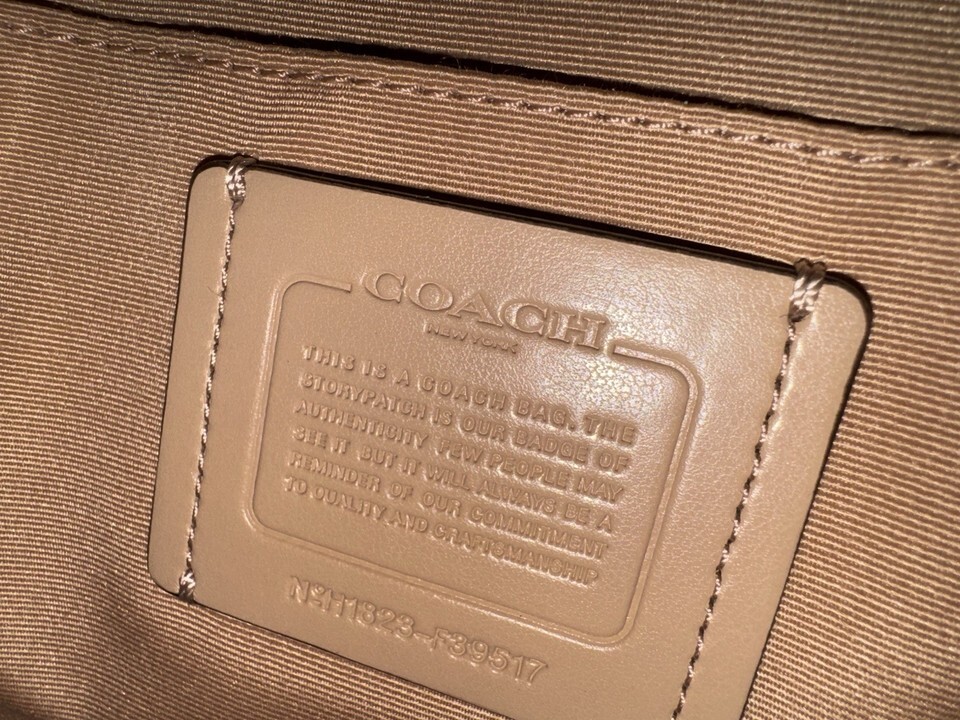 COACH
NEW YORK
THIS IS A COACH BAG. THE
STORYPATCH IS OUR BADGE OF
AUTHENTICITY. FEW PEOPLE MAY
SEE IT BUT IT WILL ALWAYS BE A
REMINDER OF OUR COMMITMENT
TO QUALITY AND CRAFTSMANSHIP
Nº H1823-F39517